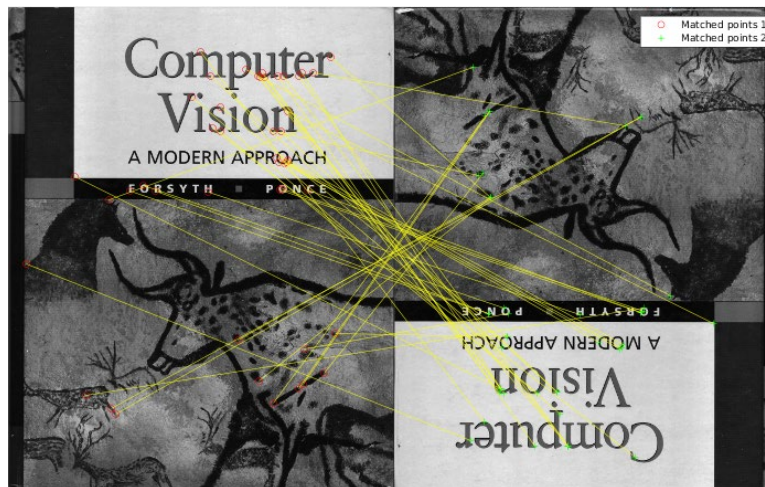 Computer
Vision
A MODERN APPROACH
FORSYTH PONCE
Matched points 1
Matched points 2
FORSYTH PONCE
A MODERN APPROACH
Vision
Computer